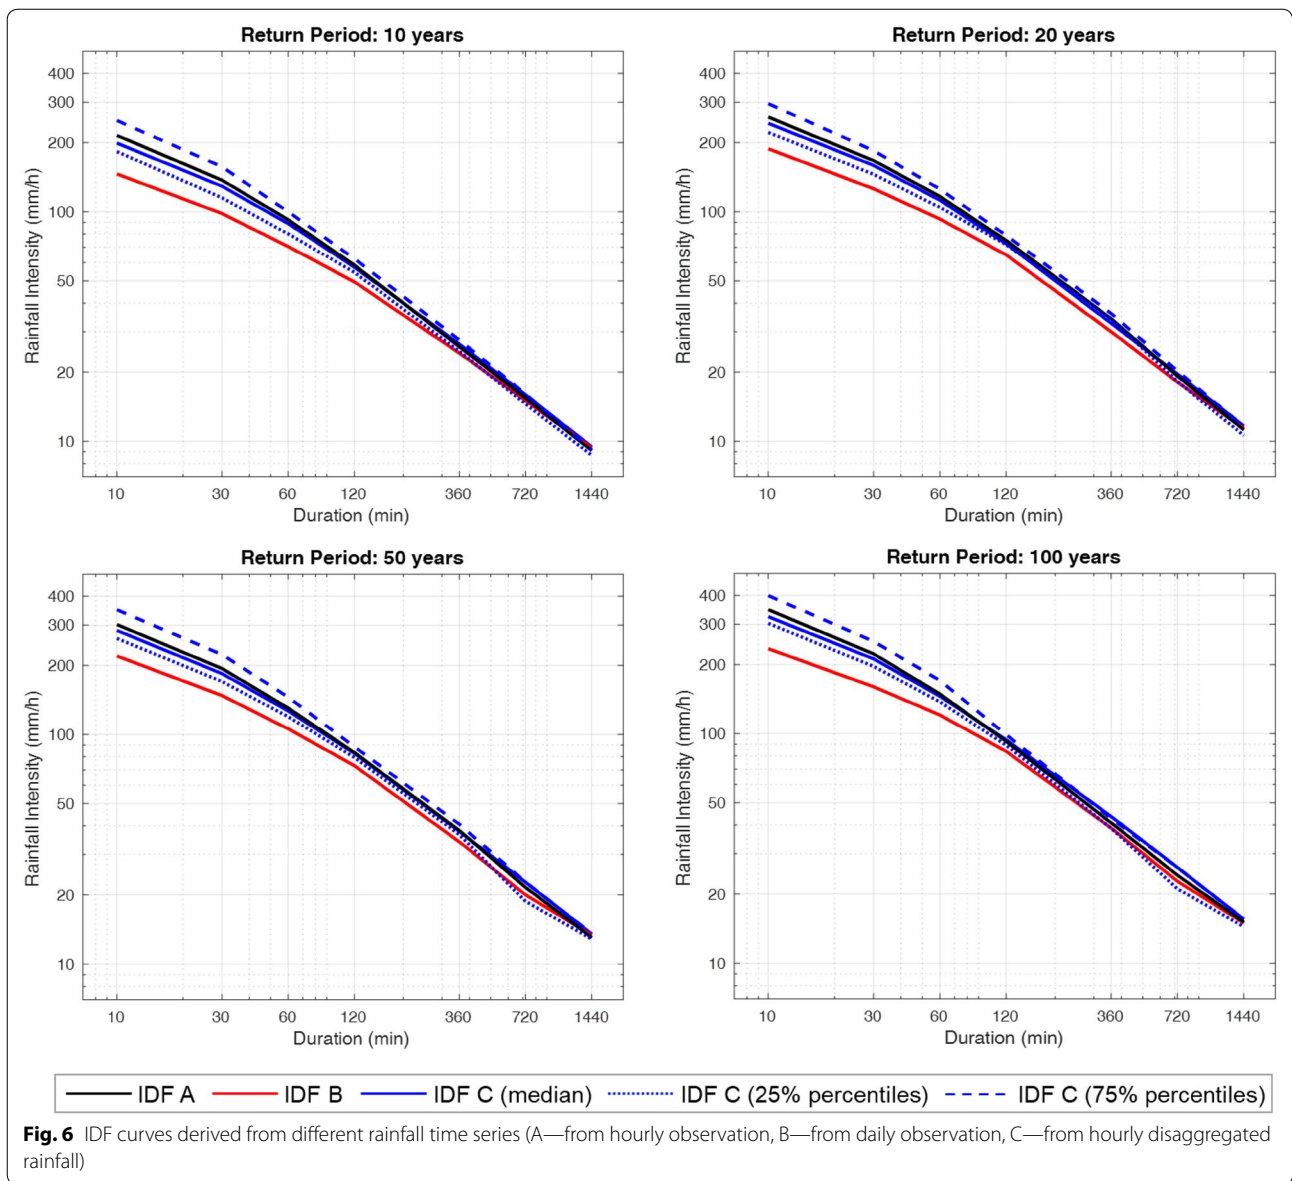 Return Period: 10 years
Rainfall Intensity (mm/h)
400
300
200
100
50
20
10
10 30 60 120 360 720 1440
Duration (min)
Return Period: 20 years
Rainfall Intensity (mm/h)
400
300
200
100
50
20
10
10 30 60 120 360 720 1440
Duration (min)
Return Period: 50 years
Rainfall Intensity (mm/h)
400
300
200
100
50
20
10
10 30 60 120 360 720 1440
Duration (min)
Return Period: 100 years
Rainfall Intensity (mm/h)
400
300
200
100
50
20
10
10 30 60 120 360 720 1440
Duration (min)
IDF A IDF B IDF C (median) IDF C (25% percentiles) IDF C (75% percentiles)
Fig. 6 IDF curves derived from different rainfall time series (A—from hourly observation, B—from daily observation, C—from hourly disaggregated
rainfall)